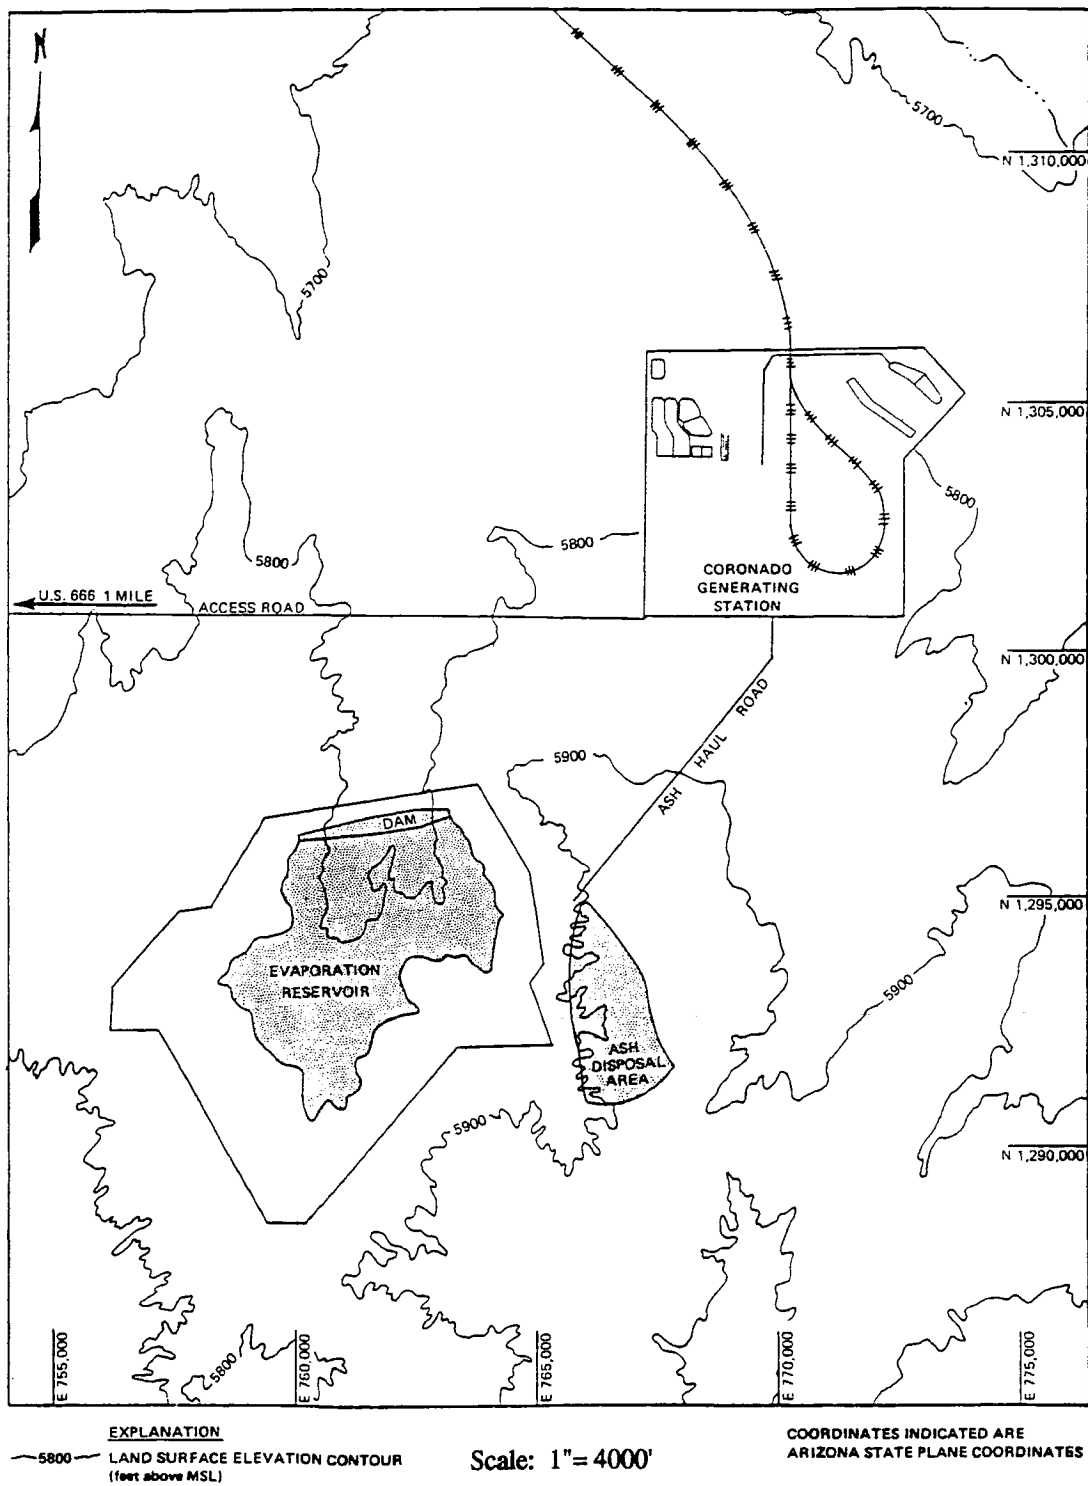 N
5700
N 1,310,000
5700
N 1,305,000
5800
5800
5800
CORONADO
GENERATING
STATION
U.S. 666 1 MILE
ACCESS ROAD
N 1,300,000
ASH HAUL ROAD
5900
DAM
N 1,295,000
EVAPORATION
RESERVOIR
5900
ASH
DISPOSAL
AREA
5900
N 1,290,000
5800
E 755,000
E 760,000
E 765,000
E 770,000
E 775,000
EXPLANATION
5800 LAND SURFACE ELEVATION CONTOUR
(feet above MSL)
Scale: 1"= 4000'
COORDINATES INDICATED ARE
ARIZONA STATE PLANE COORDINATES